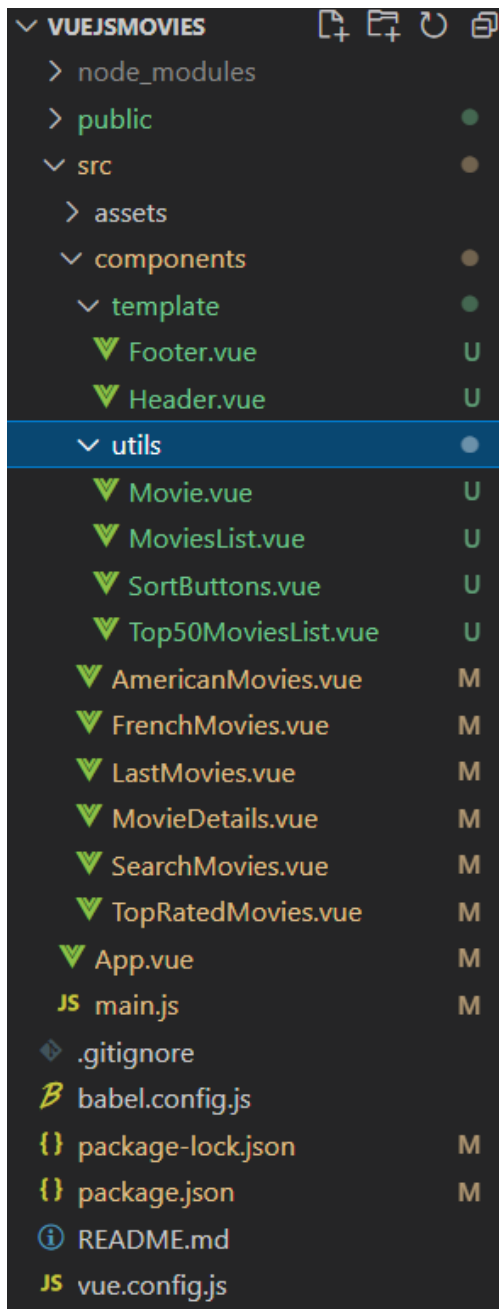 VUEJSMOVIES
node_modules
public
src
assets
components
template
Footer.vue U
Header.vue U
utils
Movie.vue U
MoviesList.vue U
SortButtons.vue U
Top50MoviesList.vue U
AmericanMovies.vue M
FrenchMovies.vue M
LastMovies.vue M
MovieDetails.vue M
SearchMovies.vue M
TopRatedMovies.vue M
App.vue M
JS main.js M
.gitignore
B babel.config.js
{} package-lock.json M
{} package.json M
README.md
JS vue.config.js